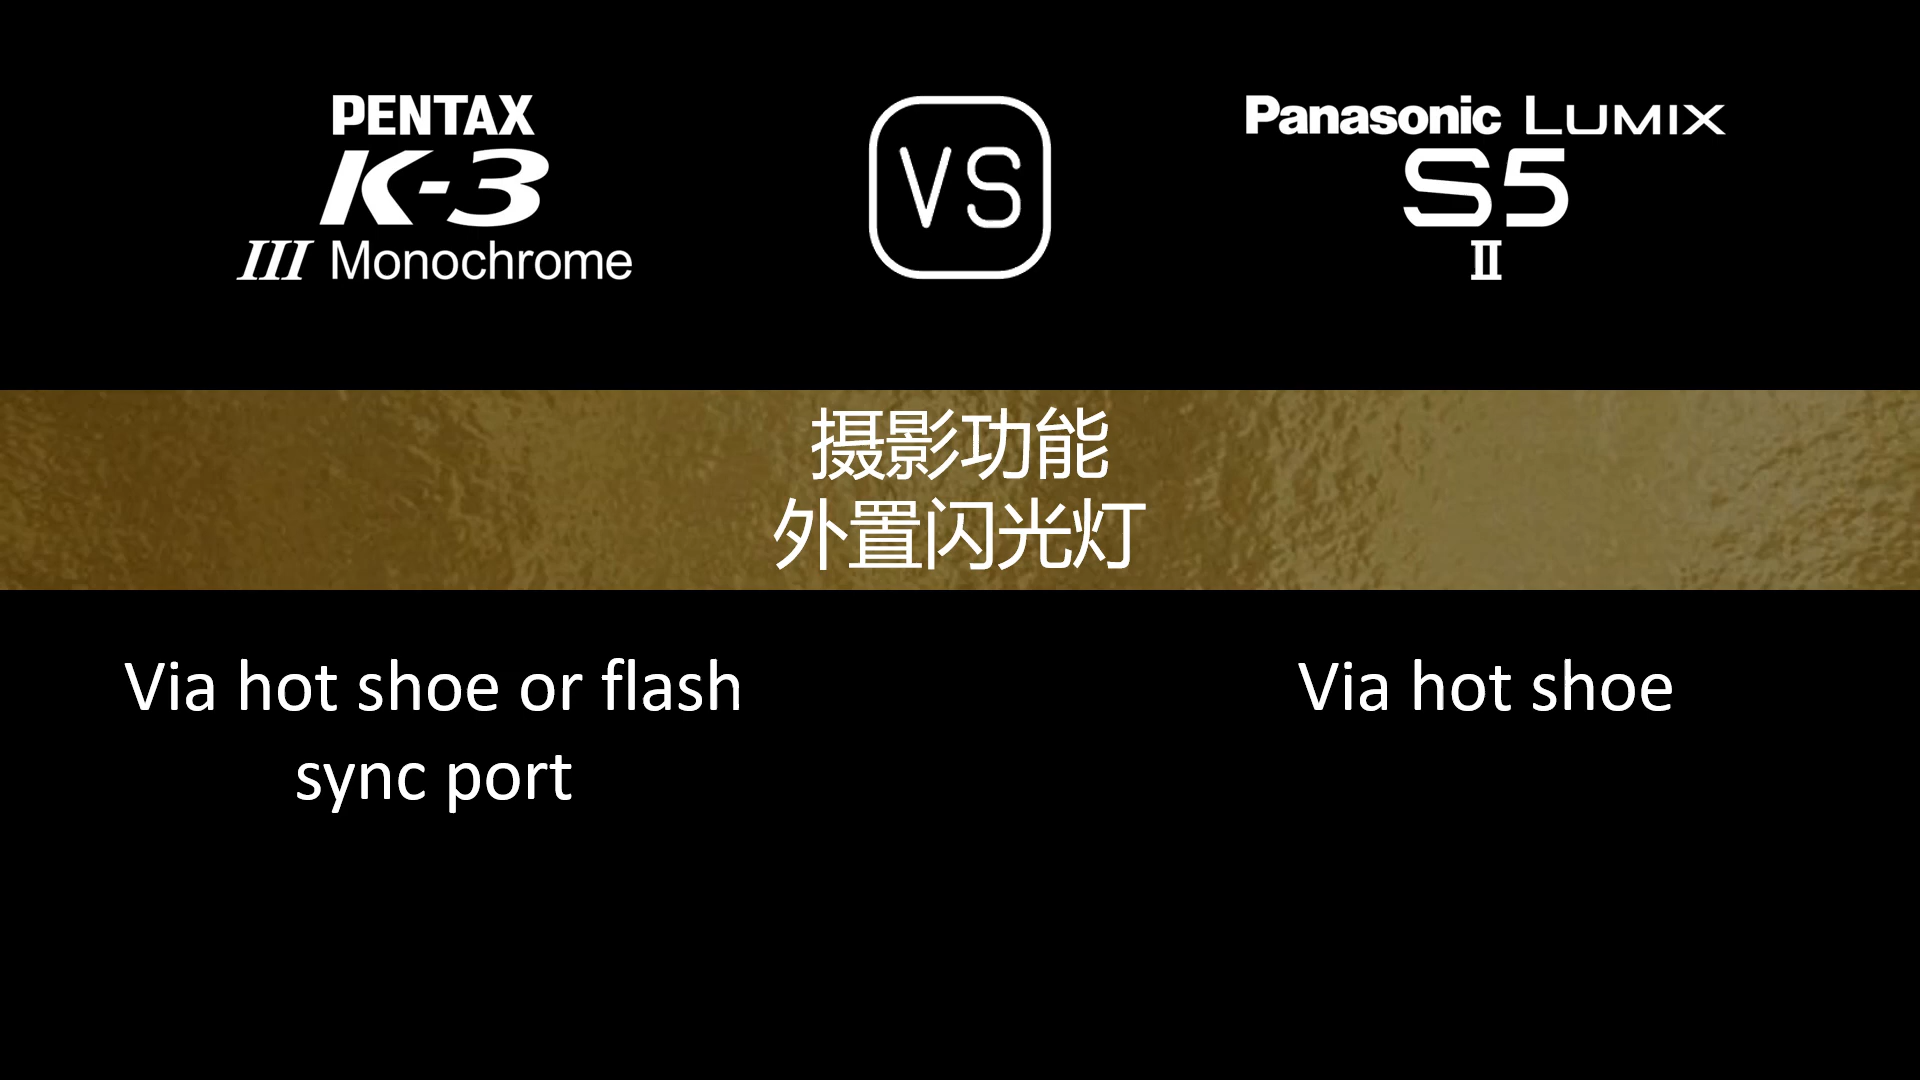 PENTAX
K-3
III Monochrome
VS
Panasonic LUMIX
S5
II
摄影功能
外置闪光灯
Via hot shoe or flash
sync port
Via hot shoe